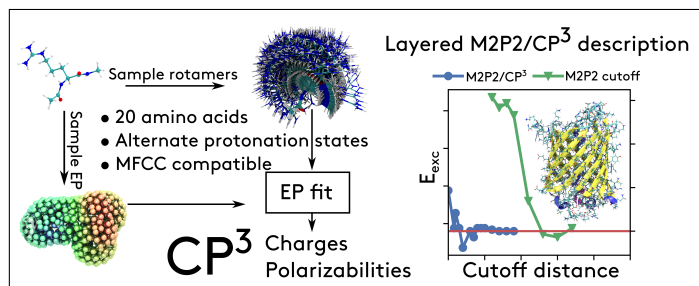 Sample rotamers
Sample EP
● 20 amino acids
● Alternate protonation states
● MFCC compatible
EP fit
CP³
Charges
Polarizabilities
Layered M2P2/CP³ description
M2P2/CP³
M2P2 cutoff
E_exc
Cutoff distance